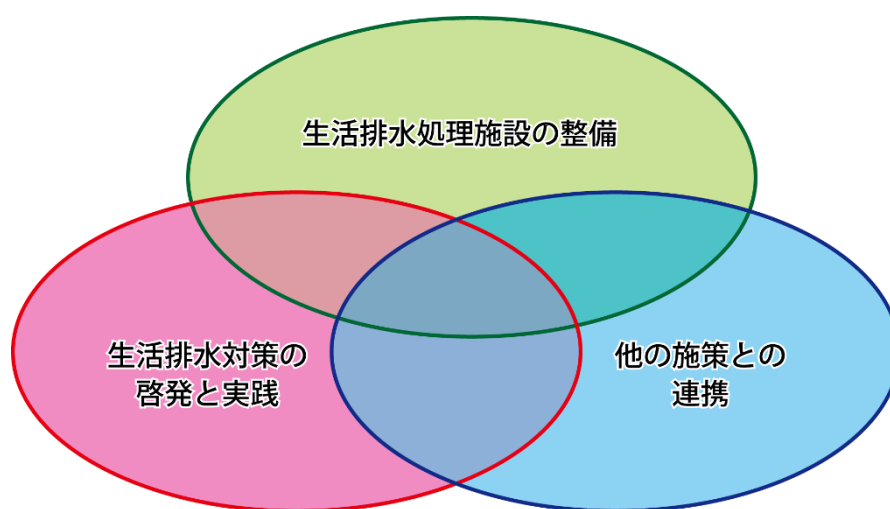 生活排水処理施設の整備
生活排水対策の
啓発と実践
他の施策との
連携